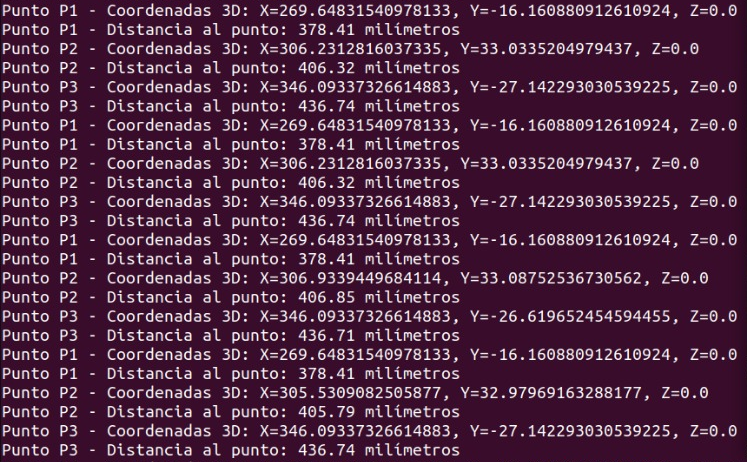 Punto P1 - Coordenadas 3D: X=269.64831540978133, Y=-16.160880912610924, Z=0.0
Punto P1 - Distancia al punto: 378.41 milímetros
Punto P2 - Coordenadas 3D: X=306.2312816037335, Y=33.0335204979437, Z=0.0
Punto P2 - Distancia al punto: 406.32 milímetros
Punto P3 - Coordenadas 3D: X=346.09337326614883, Y=-27.142293030539225, Z=0.0
Punto P3 - Distancia al punto: 436.74 milímetros
Punto P1 - Coordenadas 3D: X=269.64831540978133, Y=-16.160880912610924, Z=0.0
Punto P1 - Distancia al punto: 378.41 milímetros
Punto P2 - Coordenadas 3D: X=306.2312816037335, Y=33.0335204979437, Z=0.0
Punto P2 - Distancia al punto: 406.32 milímetros
Punto P3 - Coordenadas 3D: X=346.09337326614883, Y=-27.142293030539225, Z=0.0
Punto P3 - Distancia al punto: 436.74 milímetros
Punto P1 - Coordenadas 3D: X=269.64831540978133, Y=-16.160880912610924, Z=0.0
Punto P1 - Distancia al punto: 378.41 milímetros
Punto P2 - Coordenadas 3D: X=306.9339449684114, Y=33.08752536730562, Z=0.0
Punto P2 - Distancia al punto: 406.85 milímetros
Punto P3 - Coordenadas 3D: X=346.09337326614883, Y=-26.619652454594455, Z=0.0
Punto P3 - Distancia al punto: 436.71 milímetros
Punto P1 - Coordenadas 3D: X=269.64831540978133, Y=-16.160880912610924, Z=0.0
Punto P1 - Distancia al punto: 378.41 milímetros
Punto P2 - Coordenadas 3D: X=305.5309082505877, Y=32.97969163288177, Z=0.0
Punto P2 - Distancia al punto: 405.79 milímetros
Punto P3 - Coordenadas 3D: X=346.09337326614883, Y=-27.142293030539225, Z=0.0
Punto P3 - Distancia al punto: 436.74 milímetros